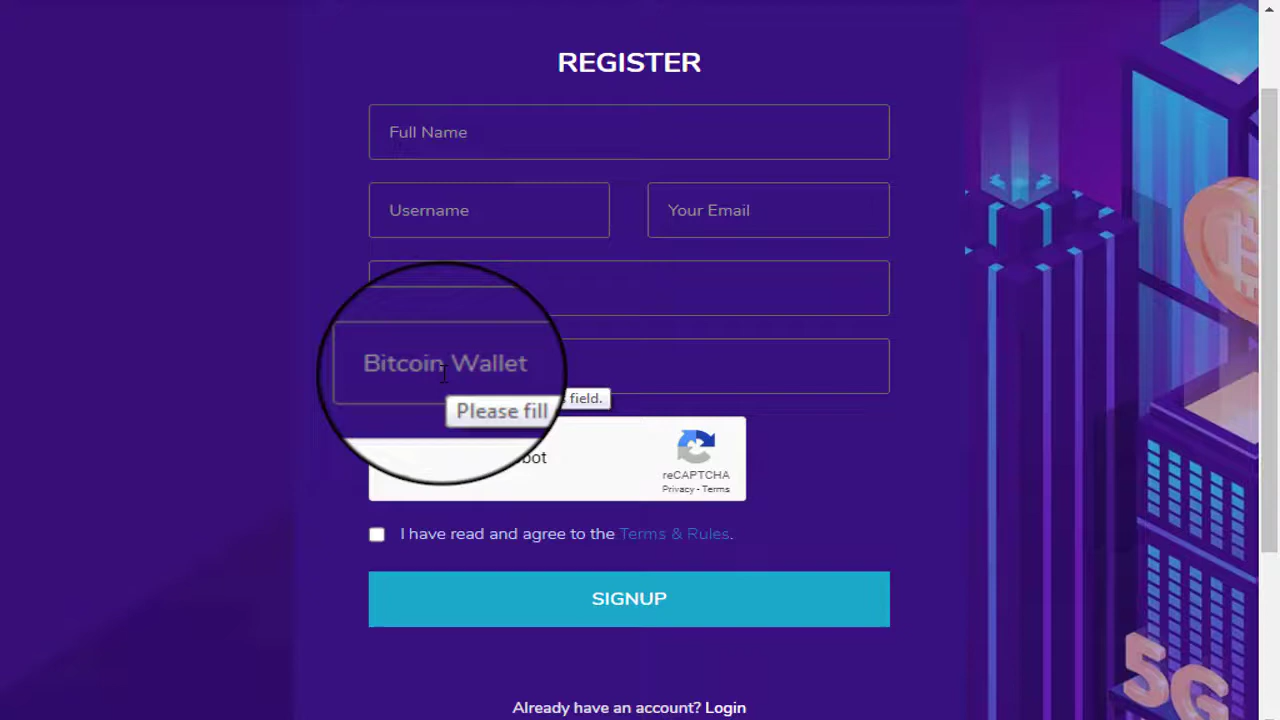 REGISTER
Full Name
Username
Your Email
Bitcoin Wallet
Please fill
field.
reCAPTCHA
Privacy - Terms
I have read and agree to the Terms & Rules.
SIGNUP
5G
Already have an account? Login